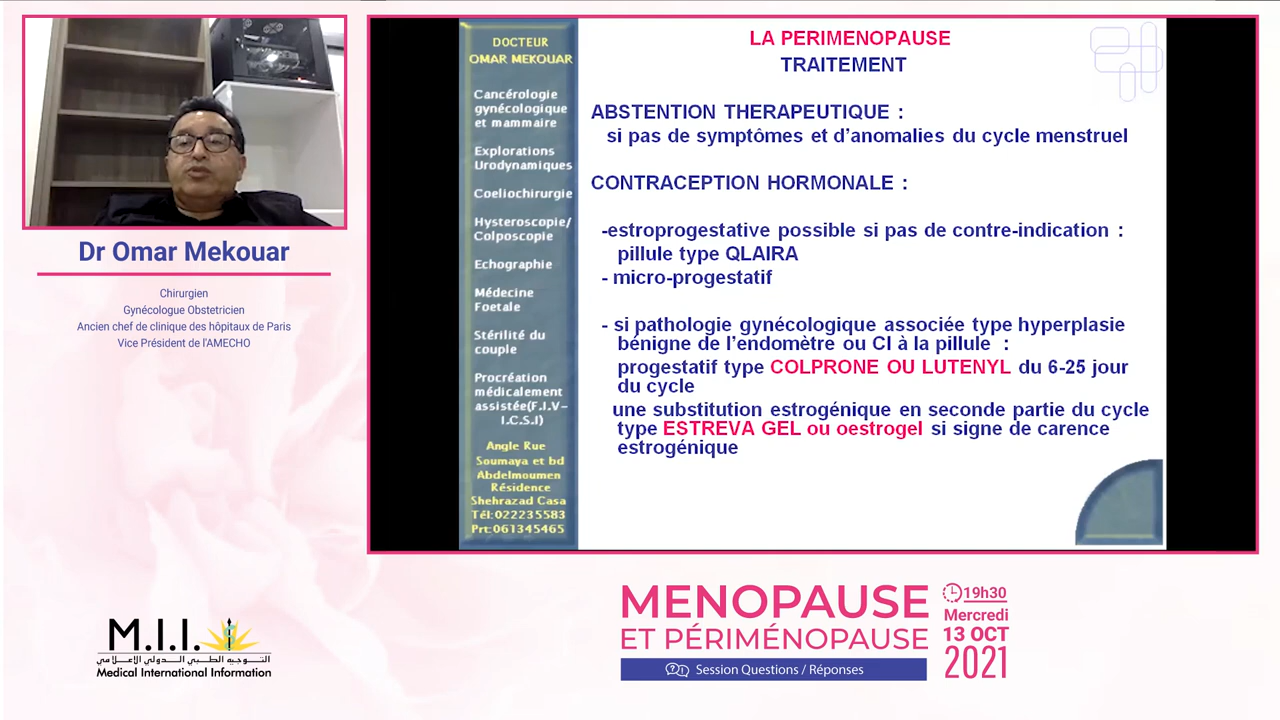 Dr Omar Mekouar
Chirurgien
Gynécologue Obstetricien
Ancien chef de clinique des hôpitaux de Paris
Vice Président de l'AMECHO
DOCTEUR
OMAR MEKOUAR
Cancérologie
gynécologique
et mammaire
Explorations
Urodynamiques
Coeliochirurgie
Hysteroscopie/
Colposcopie
Echographie
Médecine
Foetale
Stérilité du
couple
Procréation
médicalement
assistée(F.I.V-
I.C.S.I)
Angle Rue
Soumaya et bd
Abdelmoumen
Résidence
Shehrazad Casa
Tél:022235583
Prt:061345465
LA PERIMENOPAUSE
TRAITEMENT
ABSTENTION THERAPEUTIQUE :
si pas de symptômes et d'anomalies du cycle menstruel
CONTRACEPTION HORMONALE :
-estroprogestative possible si pas de contre-indication :
pillule type QLAIRA
- micro-progestatif
- si pathologie gynécologique associée type hyperplasie
bénigne de l'endomètre ou CI à la pillule :
progestatif type COLPRONE OU LUTENYL du 6-25 jour
du cycle
une substitution estrogénique en seconde partie du cycle
type ESTREVA GEL ou oestrogel si signe de carence
estrogénique
M.I.I.
التوجيه الطبي الدولي الإعلامي
Medical International Information
MENOPAUSE
ET PÉRIMÉNOPAUSE
Session Questions / Réponses
19h30
Mercredi
13 OCT
2021